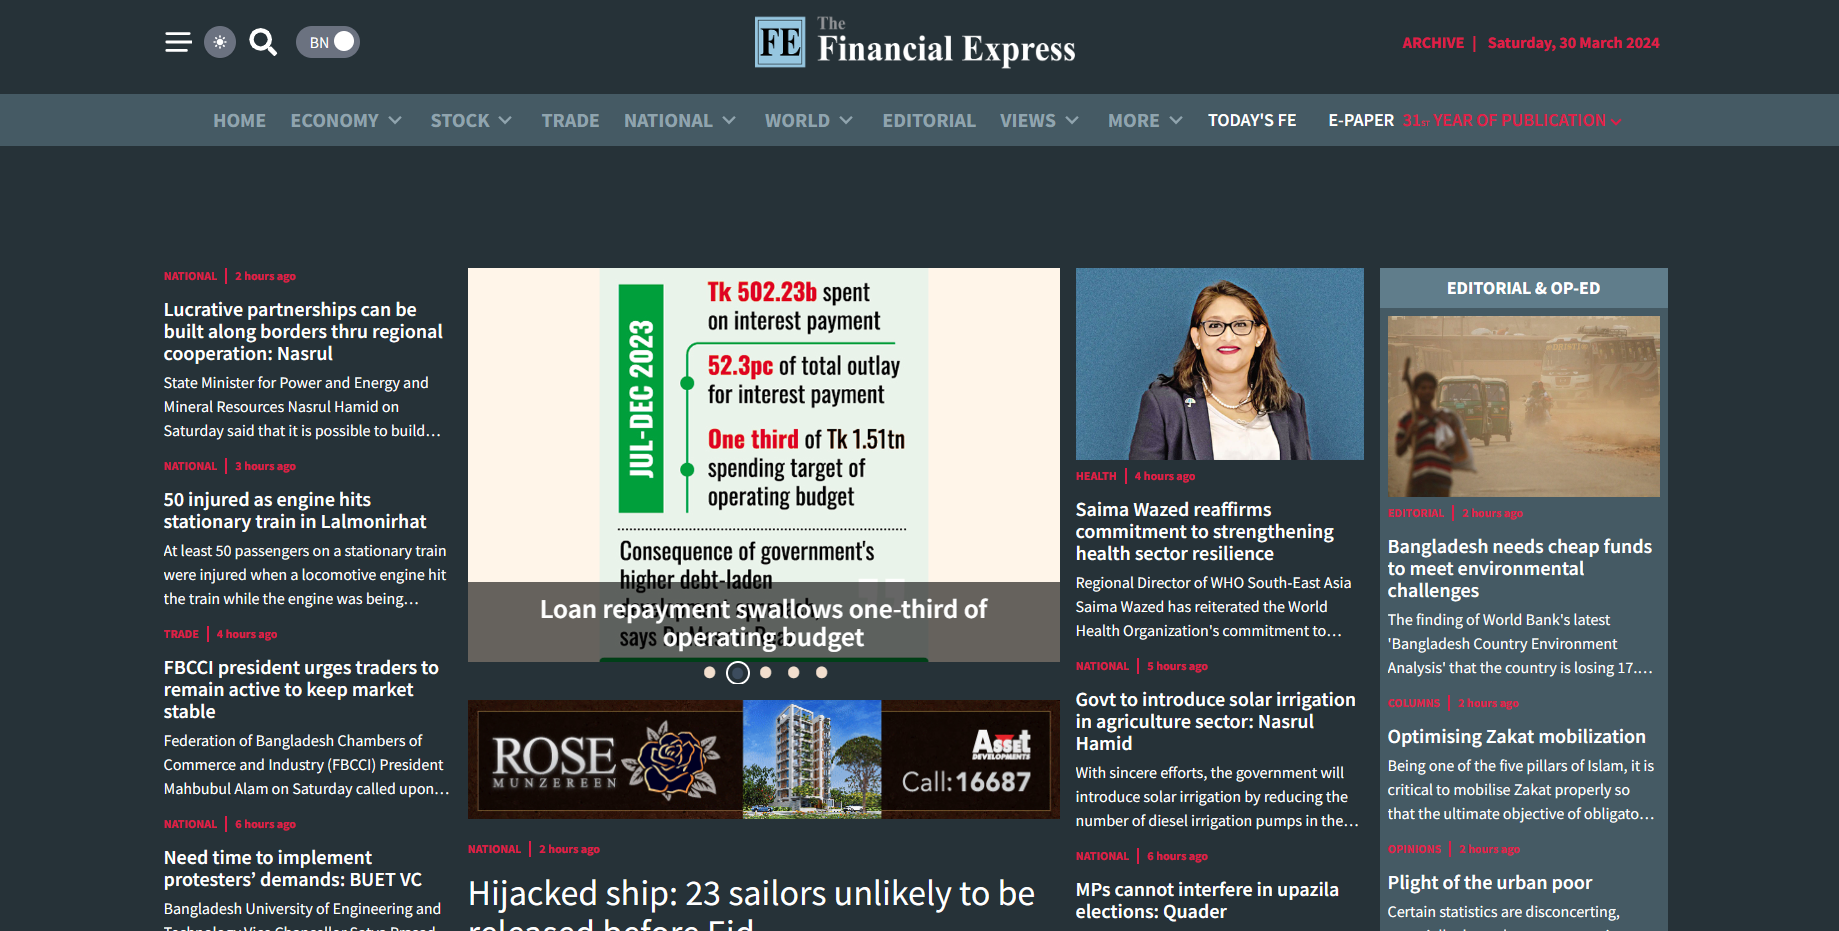 BN
FE
The
Financial Express
ARCHIVE | Saturday, 30 March 2024
HOME ECONOMY STOCK TRADE NATIONAL WORLD EDITORIAL VIEWS MORE TODAY'S FE E-PAPER 31ST YEAR OF PUBLICATION
NATIONAL | 2 hours ago
Lucrative partnerships can be
built along borders thru regional
cooperation: Nasrul
State Minister for Power and Energy and
Mineral Resources Nasrul Hamid on
Saturday said that it is possible to build…
NATIONAL | 3 hours ago
50 injured as engine hits
stationary train in Lalmonirhat
At least 50 passengers on a stationary train
were injured when a locomotive engine hit
the train while the engine was being…
TRADE | 4 hours ago
FBCCI president urges traders to
remain active to keep market
stable
Federation of Bangladesh Chambers of
Commerce and Industry (FBCCI) President
Mahbubul Alam on Saturday called upon…
NATIONAL | 6 hours ago
Need time to implement
protesters’ demands: BUET VC
Bangladesh University of Engineering and
Technology Vice Chancellor Satya Prasad
JUL-DEC 2023
Tk 502.23b spent
on interest payment
52.3pc of total outlay
for interest payment
One third of Tk 1.51tn
spending target of
operating budget
Consequence of government's
higher debt-laden
says
Loan repayment swallows one-third of
operating budget
ROSE
MUNZEREEN
Asset
DEVELOPMENTS
Call:16687
NATIONAL | 2 hours ago
Hijacked ship: 23 sailors unlikely to be
released before Eid
HEALTH | 4 hours ago
Saima Wazed reaffirms
commitment to strengthening
health sector resilience
Regional Director of WHO South-East Asia
Saima Wazed has reiterated the World
Health Organization's commitment to…
NATIONAL | 5 hours ago
Govt to introduce solar irrigation
in agriculture sector: Nasrul
Hamid
With sincere efforts, the government will
introduce solar irrigation by reducing the
number of diesel irrigation pumps in the…
NATIONAL | 6 hours ago
MPs cannot interfere in upazila
elections: Quader
EDITORIAL & OP-ED
EDITORIAL | 2 hours ago
Bangladesh needs cheap funds
to meet environmental
challenges
The finding of World Bank's latest
'Bangladesh Country Environment
Analysis' that the country is losing 17.…
COLUMNS | 2 hours ago
Optimising Zakat mobilization
Being one of the five pillars of Islam, it is
critical to mobilise Zakat properly so
that the ultimate objective of obligato…
OPINIONS | 2 hours ago
Plight of the urban poor
Certain statistics are disconcerting,